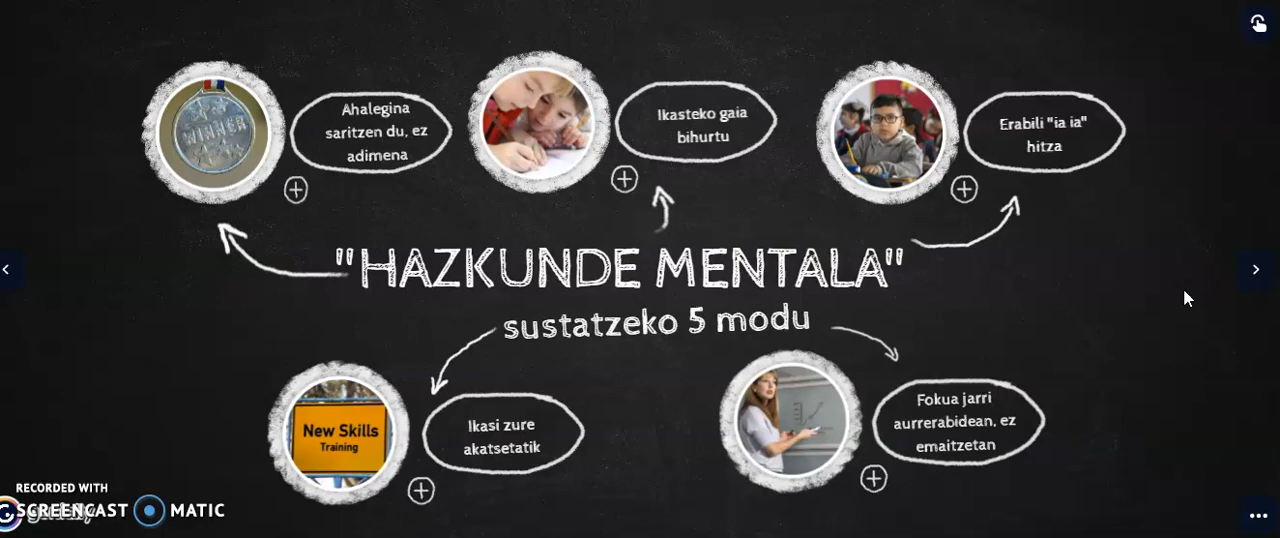 Ahalegina
saritzen du, ez
adimena
WINNER
Ikasteko gaia
bihurtu
Erabili "ia ia"
hitza
"HAZKUNDE MENTALA"
sustatzeko 5 modu
New Skills
Training
Ikasi zure
akatsetatik
Fokua jarri
aurrerabidean, ez
emaitzetan
RECORDED WITH
SCREENCAST MATIC